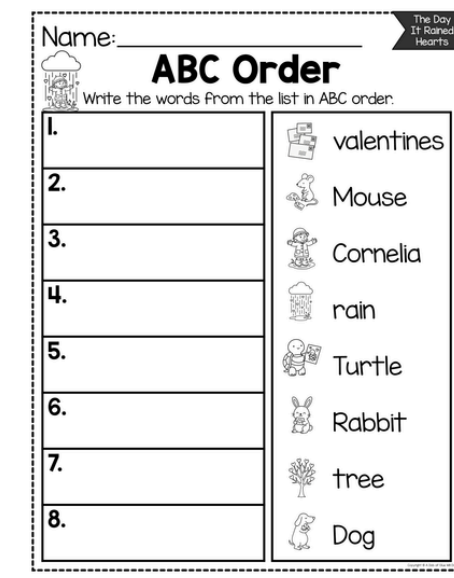 Name:
The Day
It Rained
Hearts
ABC Order
Write the words from the list in ABC order.
1.
2.
3.
4.
5.
6.
7.
8.
valentines
Mouse
Cornelia
rain
Turtle
Rabbit
tree
Dog